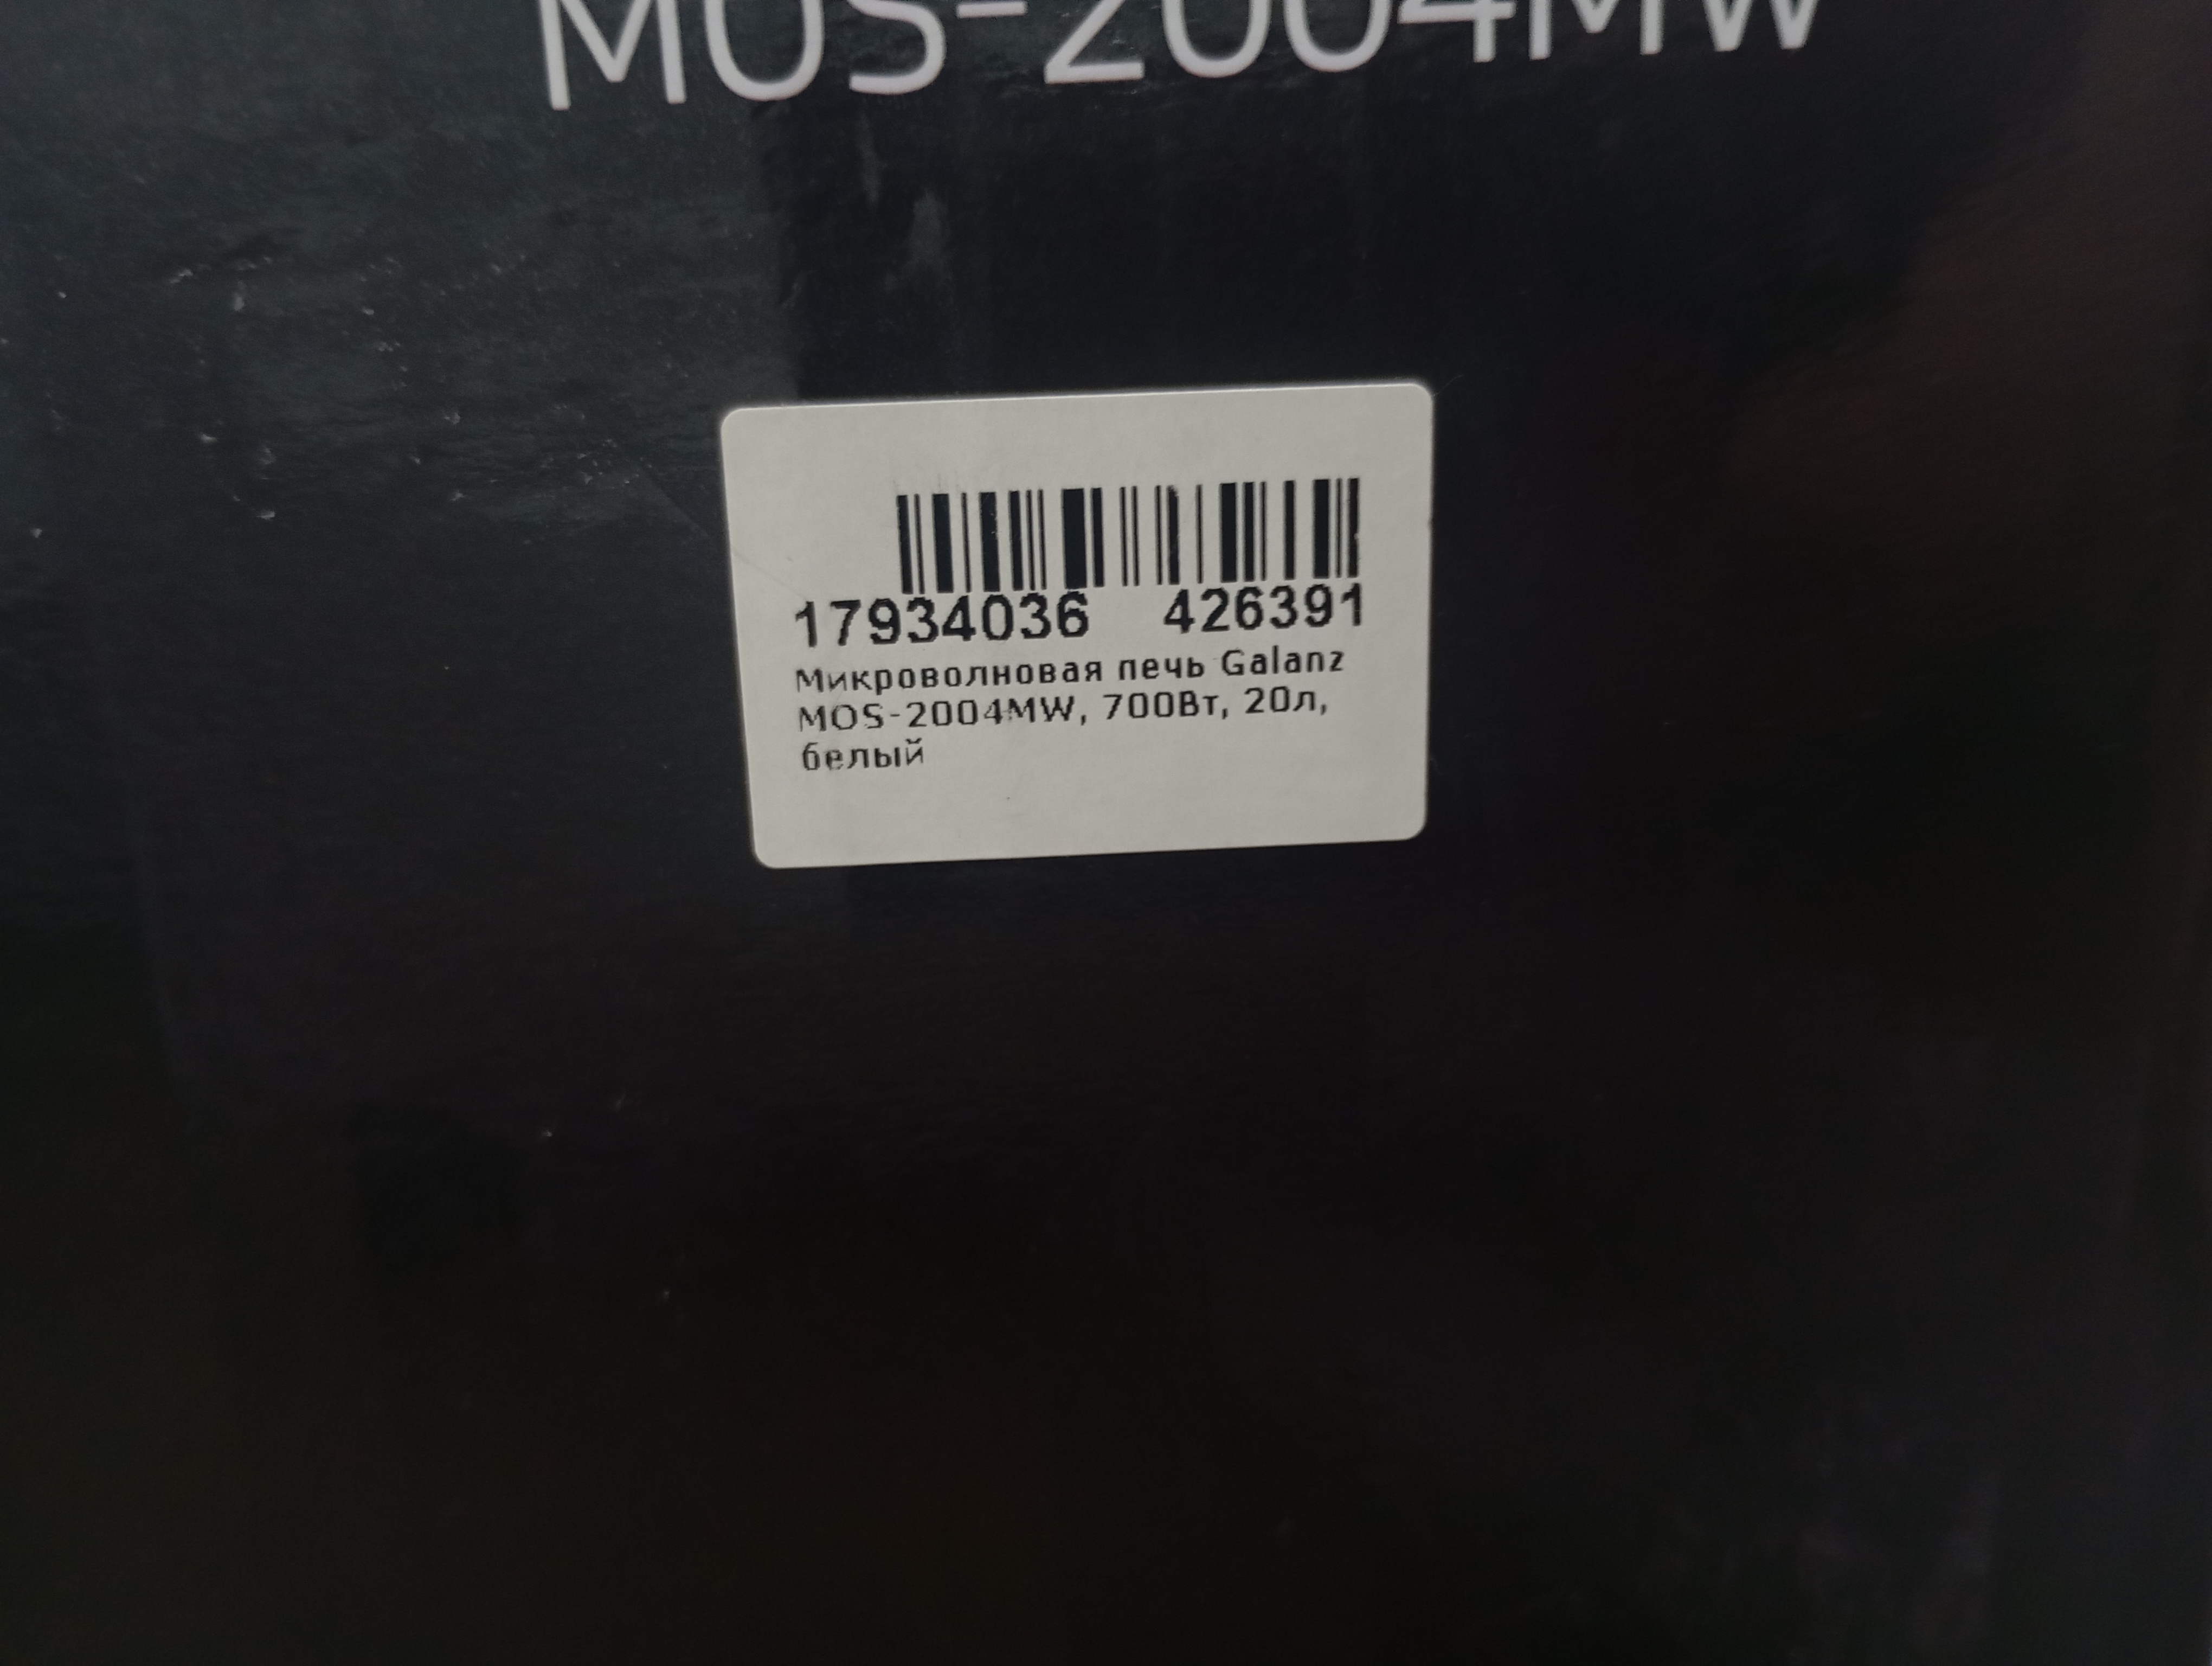 MOS-2004MW
17934036 426391
Микроволновая печь Galanz
MOS-2004MW, 700Вт, 20л,
белый